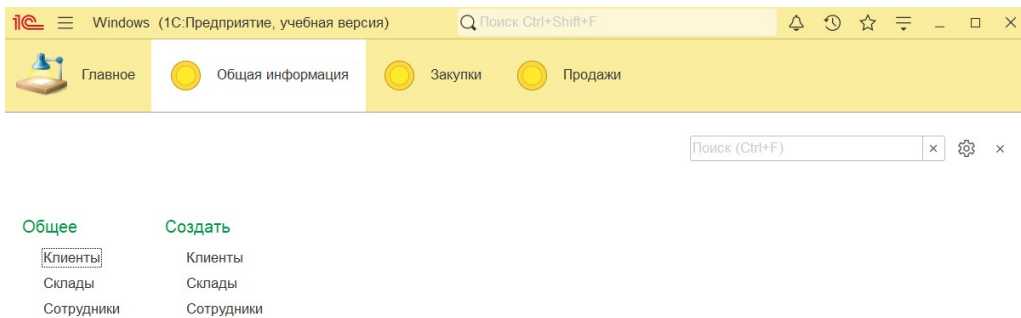 1С Windows (1С:Предприятие, учебная версия) Поиск Ctrl+Shift+F
Главное Общая информация Закупки Продажи
Поиск (Ctrl+F)
Общее Создать
Клиенты Клиенты
Склады Склады
Сотрудники Сотрудники